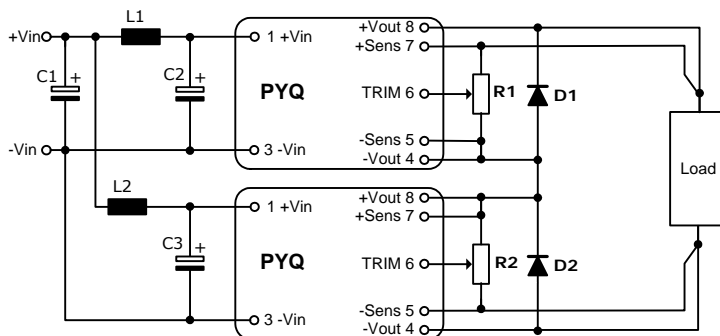 L1
+Vin
C1
+
C2
+
1 +Vin
PYQ
3 -Vin
-Vin
+Vout 8
+Sens 7
TRIM 6
-Sens 5
-Vout 4
R1
D1
Load
L2
C3
+
1 +Vin
PYQ
3 -Vin
+Vout 8
+Sens 7
TRIM 6
-Sens 5
-Vout 4
R2
D2